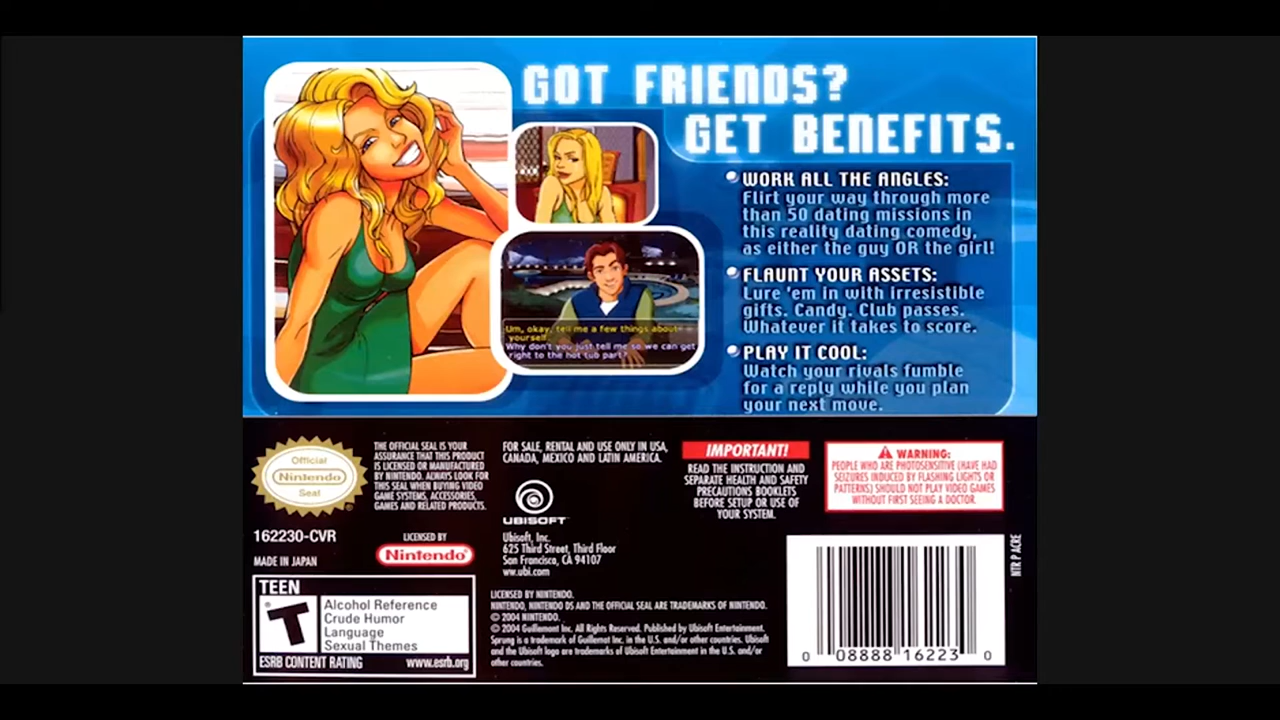 GOT FRIENDS?
GET BENEFITS.
WORK ALL THE ANGLES:
Flirt your way through more
than 50 dating missions in
this reality dating comedy,
as either the guy OR the girl!
FLAUNT YOUR ASSETS:
Lure 'em in with irresistible
gifts. Candy. Club passes.
Whatever it takes to score.
PLAY IT COOL:
Watch your rivals fumble
for a reply while you plan
your next move.
Um, okay, tell me a few things about
yourself.
Why don't you just tell me so we can get
right to the hot tub part?
Official
Nintendo
Seal
THE OFFICIAL SEAL IS YOUR
ASSURANCE THAT THIS PRODUCT
IS LICENSED OR MANUFACTURED
BY NINTENDO. ALWAYS LOOK FOR
THIS SEAL WHEN BUYING VIDEO
GAME SYSTEMS, ACCESSORIES,
GAMES AND RELATED PRODUCTS.
162230-CVR
MADE IN JAPAN
LICENSED BY
Nintendo
TEEN
T
Alcohol Reference
Crude Humor
Language
Sexual Themes
ESRB CONTENT RATING www.esrb.org
FOR SALE, RENTAL AND USE ONLY IN USA,
CANADA, MEXICO AND LATIN AMERICA.
UBISOFT
Ubisoft, Inc.
625 Third Street, Third Floor
San Francisco, CA 94107
ww.ubi.com
LICENSED BY NINTENDO.
NINTENDO, NINTENDO DS AND THE OFFICIAL SEAL ARE TRADEMARKS OF NINTENDO.
© 2004 NINTENDO.
© 2004 Guillemont Inc. All Rights Reserved. Published by Ubisoft Entertainment.
Sprung is a trademark of Guillemot Inc. in the U.S. and/or other countries. Ubisoft
and the Ubisoft logo are trademarks of Ubisoft Entertainment in the U.S. and/or
other countries.
IMPORTANT!
READ THE INSTRUCTION AND
SEPARATE HEALTH AND SAFETY
PRECAUTIONS BOOKLETS
BEFORE SETUP OR USE OF
YOUR SYSTEM.
WARNING:
PEOPLE WHO ARE PHOTOSENSITIVE (HAVE HAD
SEIZURES INDUCED BY FLASHING LIGHTS OR
PATTERNS) SHOULD NOT PLAY VIDEO GAMES
WITHOUT FIRST SEEING A DOCTOR.
NTR P ACRE
0 08888 16223 0